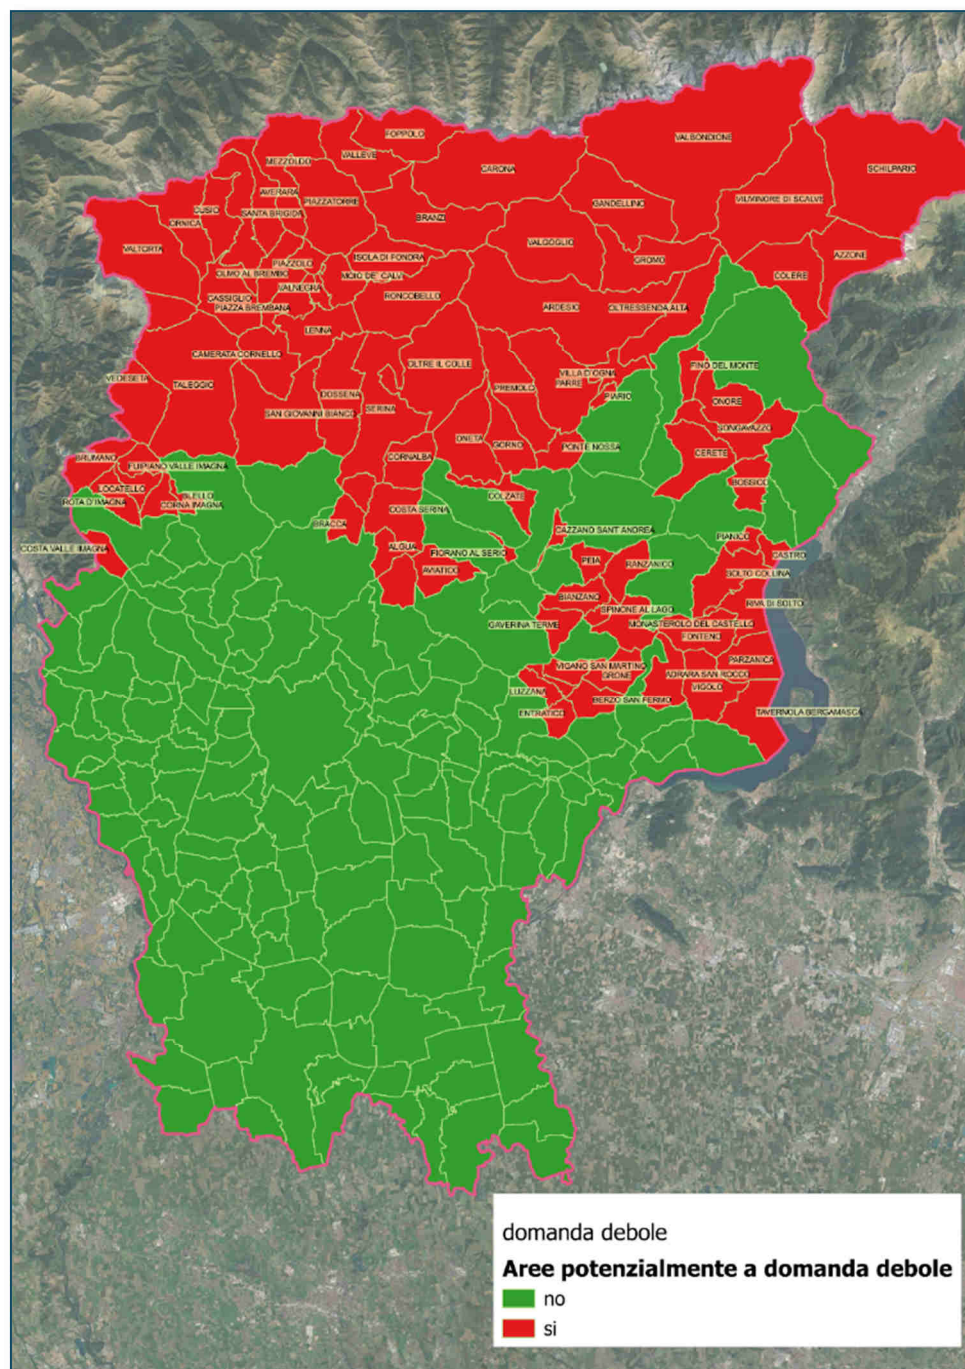 FOPPOLO
VALBONDIONE
VALLEVE
MEZZOLDO
CARONA
SCHILPARIO
AVERARA
PIAZZATORRE
VILMINORE DI SCALVE
GANDELLINO
CUSIO
SANTA BRIGIDA
BRANZI
ORNICA
VALTORTA
VALGOGLIO
AZZONE
ISOLA DI FONDRA
GROMO
PIAZZOLO
OLMO AL BREMBO
MOIO DE' CALVI
COLERE
VALNEGRA
CASSIGLIO
RONCOBELLO
PIAZZA BREMBANA
ARDESIO
OLTRESSENDA ALTA
LENNA
CAMERATA CORNELLO
OLTRE IL COLLE
FINO DEL MONTE
VEDESETA
TALEGGIO
VILLA D'OGNA
PARRE
PREMOLO
DOSSENA
PIARIO
ONORE
SAN GIOVANNI BIANCO
SERINA
SONGAVAZZO
ONETA
GORNO
PONTE NOSSA
CERETE
BRUMANO
CORNALBA
FUIPIANO VALLE IMAGNA
BOSSICO
LOCATELLO
BLELLO
COLZATE
ROTA D'IMAGNA
CORNA IMAGNA
COSTA SERINA
BRACCA
CAZZANO SANT'ANDREA
PIANICO
COSTA VALLE IMAGNA
ALGUA
FIORANO AL SERIO
CASTRO
PEIA
RANZANICO
AVIATICO
SOLTO COLLINA
BIANZANO
RIVA DI SOLTO
SPINONE AL LAGO
GAVERINA TERME
MONASTEROLO DEL CASTELLO
FONTENO
PARZANICA
VIGANO SAN MARTINO
GRONE
ADRARA SAN ROCCO
LUZZANA
VIGOLO
BERZO SAN FERMO
ENTRATICO
TAVERNOLA BERGAMASCA
domanda debole
Aree potenzialmente a domanda debole
no
si